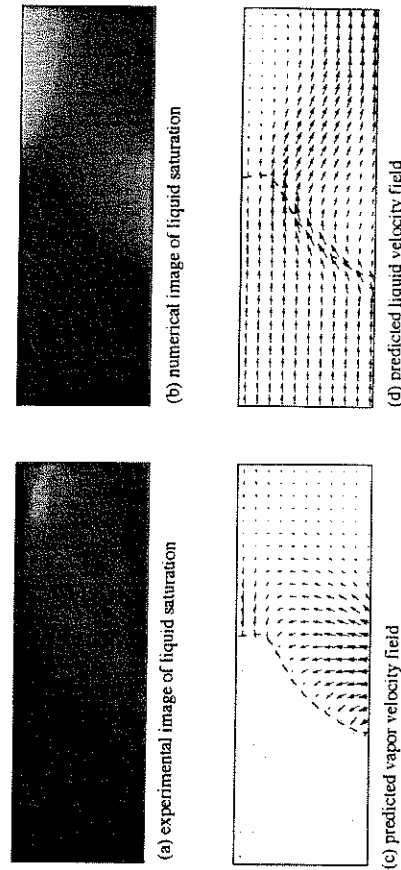 (a) experimental image of liquid saturation
(b) numerical image of liquid saturation
(c) predicted vapor velocity field
(d) predicted liquid velocity field